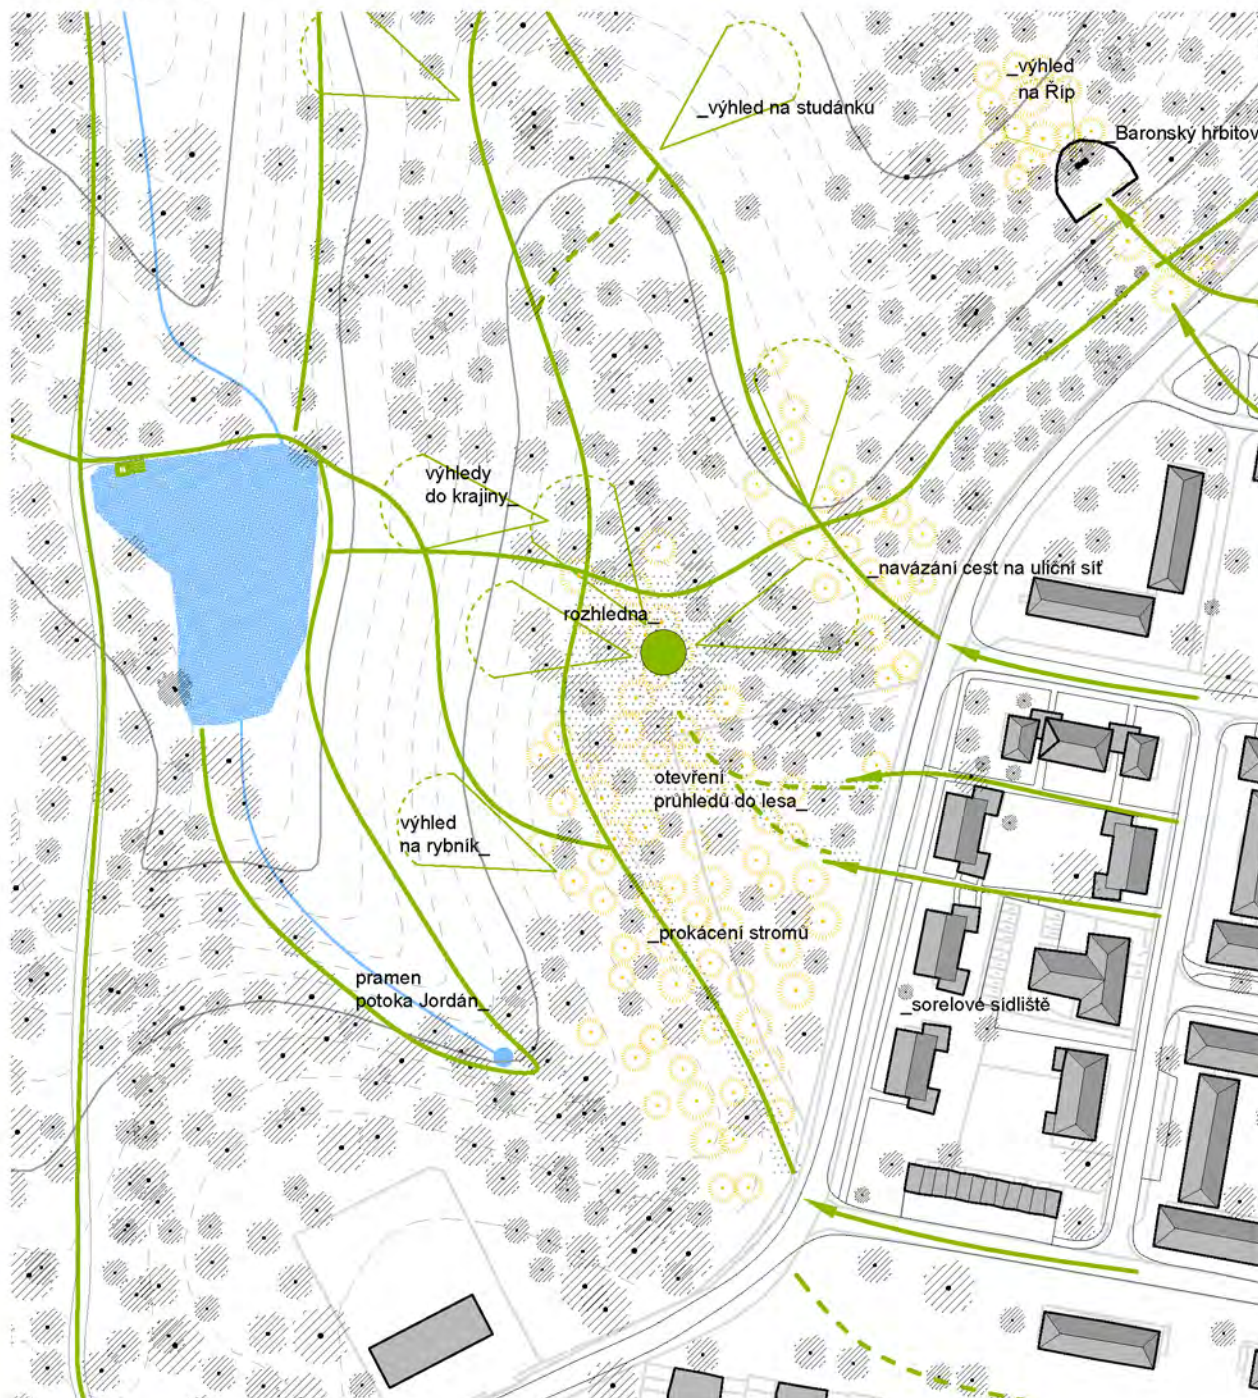 _výhled
na Říp
_výhled na studánku
_Baronský hřbitov
výhledy
do krajiny_
_navázání cest na uliční síť
rozhledna_
otevření
průhledů do lesa_
výhled
na rybník_
_prokácení stromů
pramen
potoka Jordán_
_sorelové sídliště